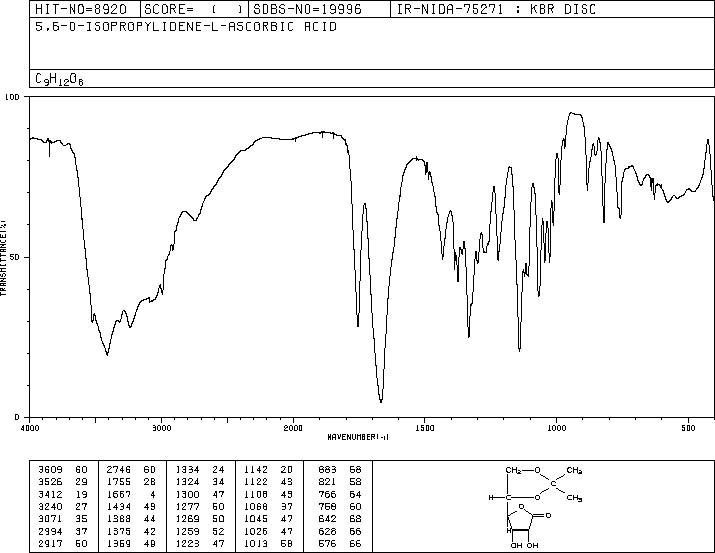 HIT-NO=8920 SCORE= ( ) SDBS-NO=19996 IR-NIDA-75271 : KBR DISC
5,6-O-ISOPROPYLIDENE-L-ASCORBIC ACID
C9H12O6
100
50
0
TRANSMITTANCE(%)
4000 3000 2000 1500 1000 500
WAVENUMBER(-1)
3609 60 2746 60 1334 24 1142 20 883 68
3526 29 1755 28 1324 34 1122 43 821 58
3412 19 1667 4 1300 47 1108 43 766 64
3240 27 1434 49 1277 50 1068 37 758 60
3071 35 1388 44 1269 50 1045 47 642 68
2994 37 1375 42 1259 52 1026 47 628 66
2917 60 1369 49 1223 47 1013 58 576 66
CH2 O CH3
C
H C O CH3
O
O
H
OH OH